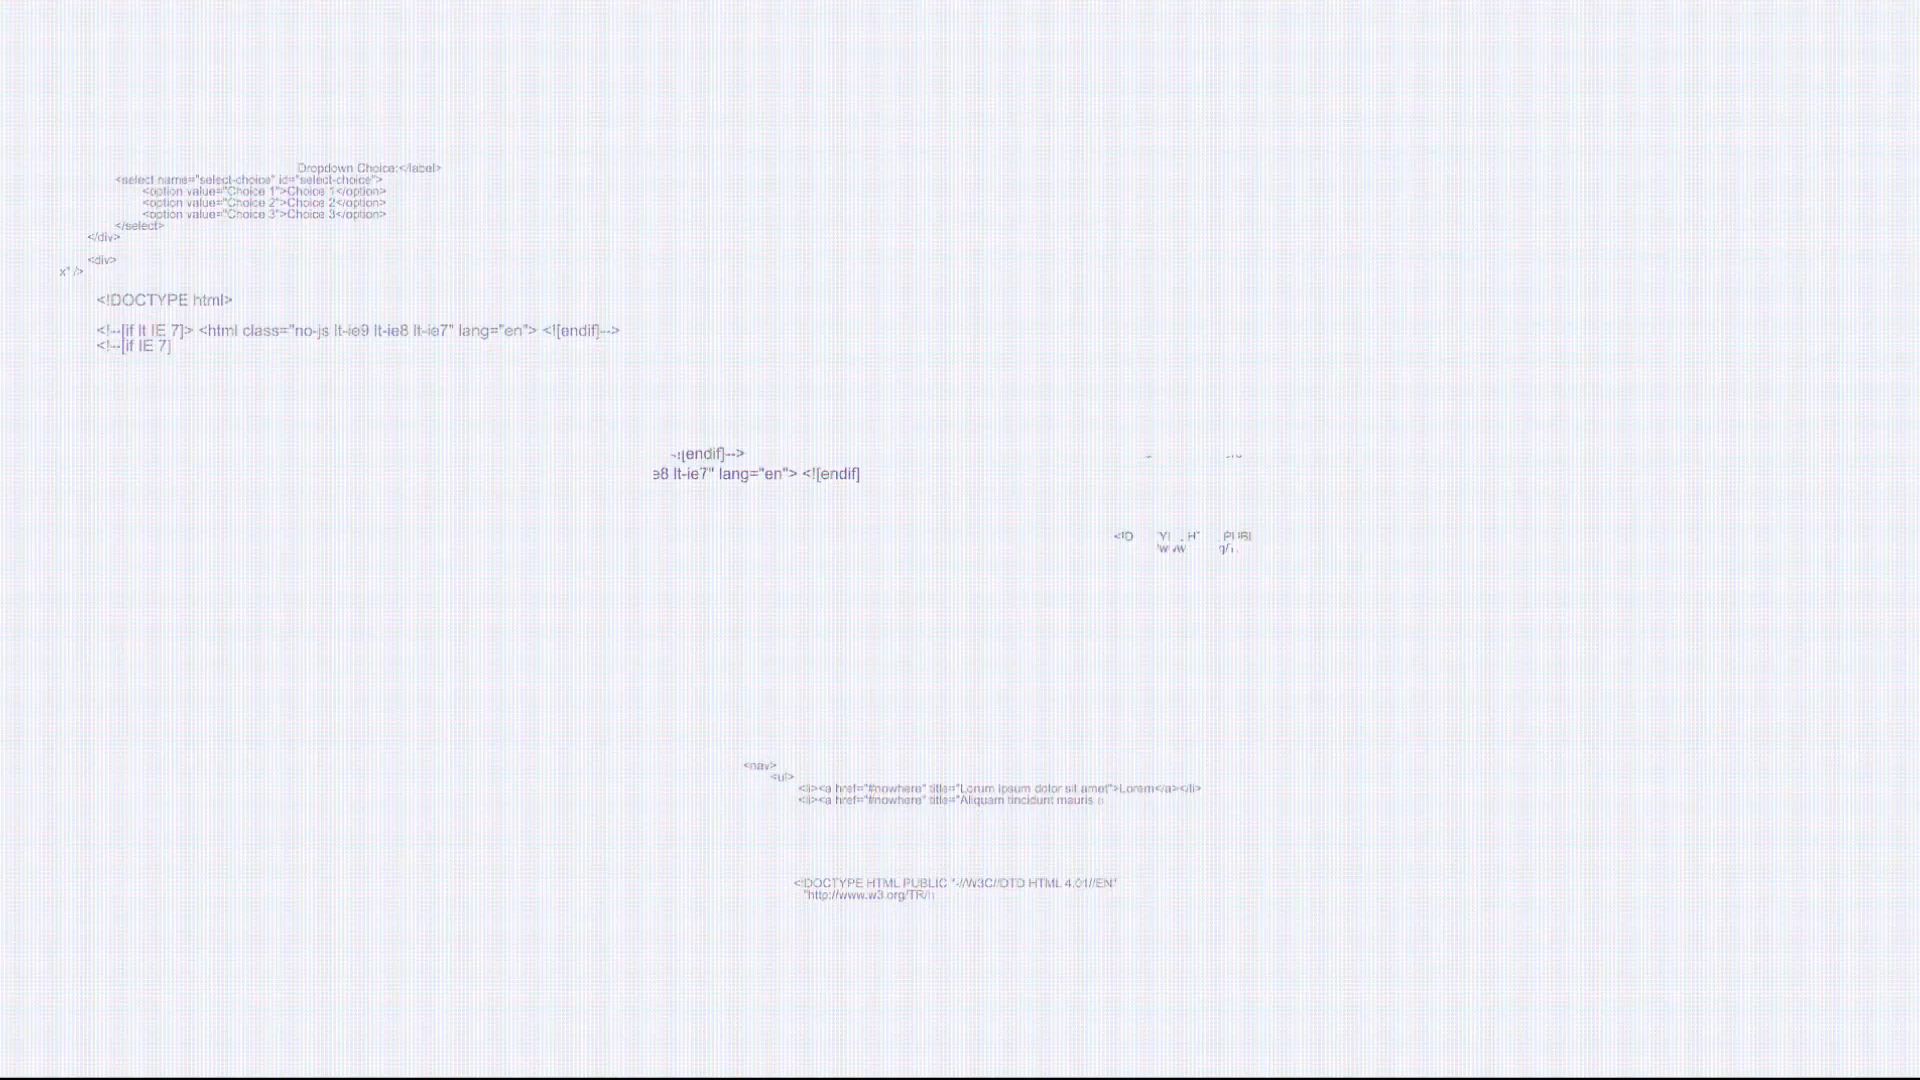 Dropdown Choice:</label>
<select name="select-choice" id="select-choice">
<option value="Choice 1">Choice 1</option>
<option value="Choice 2">Choice 2</option>
<option value="Choice 3">Choice 3</option>
</select>
</div>
<div>
x" />
<!DOCTYPE html>
<!--[if lt IE 7]> <html class="no-js lt-ie9 lt-ie8 lt-ie7" lang="en"> <![endif]-->
<!--[if IE 7]
[endif]-->
e8 lt-ie7" lang="en"> <![endif]
<nav>
<ul>
<li><a href="#nowhere" title="Lorum ipsum dolor sit amet">Lorem</a></li>
<li><a href="#nowhere" title="Aliquam tincidunt mauris
<!DOCTYPE HTML PUBLIC "-//W3C//DTD HTML 4.01//EN"
"http://www.w3.org/TR/